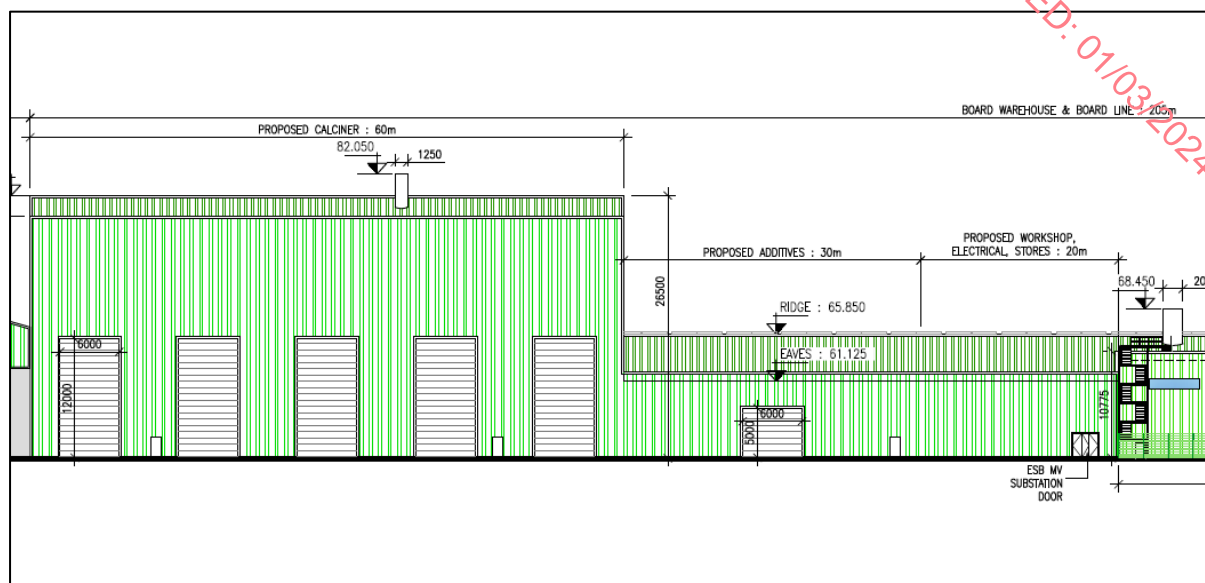 ED: 01/03/2024
BOARD WAREHOUSE & BOARD LINE : 205m
PROPOSED CALCINER : 60m
82.050
1250
PROPOSED WORKSHOP,
ELECTRICAL, STORES : 20m
PROPOSED ADDITIVES : 30m
68.450
20
26500
RIDGE : 65.850
EAVES : 61.125
6000
12000
6000
5000
10775
ESB MV
SUBSTATION
DOOR